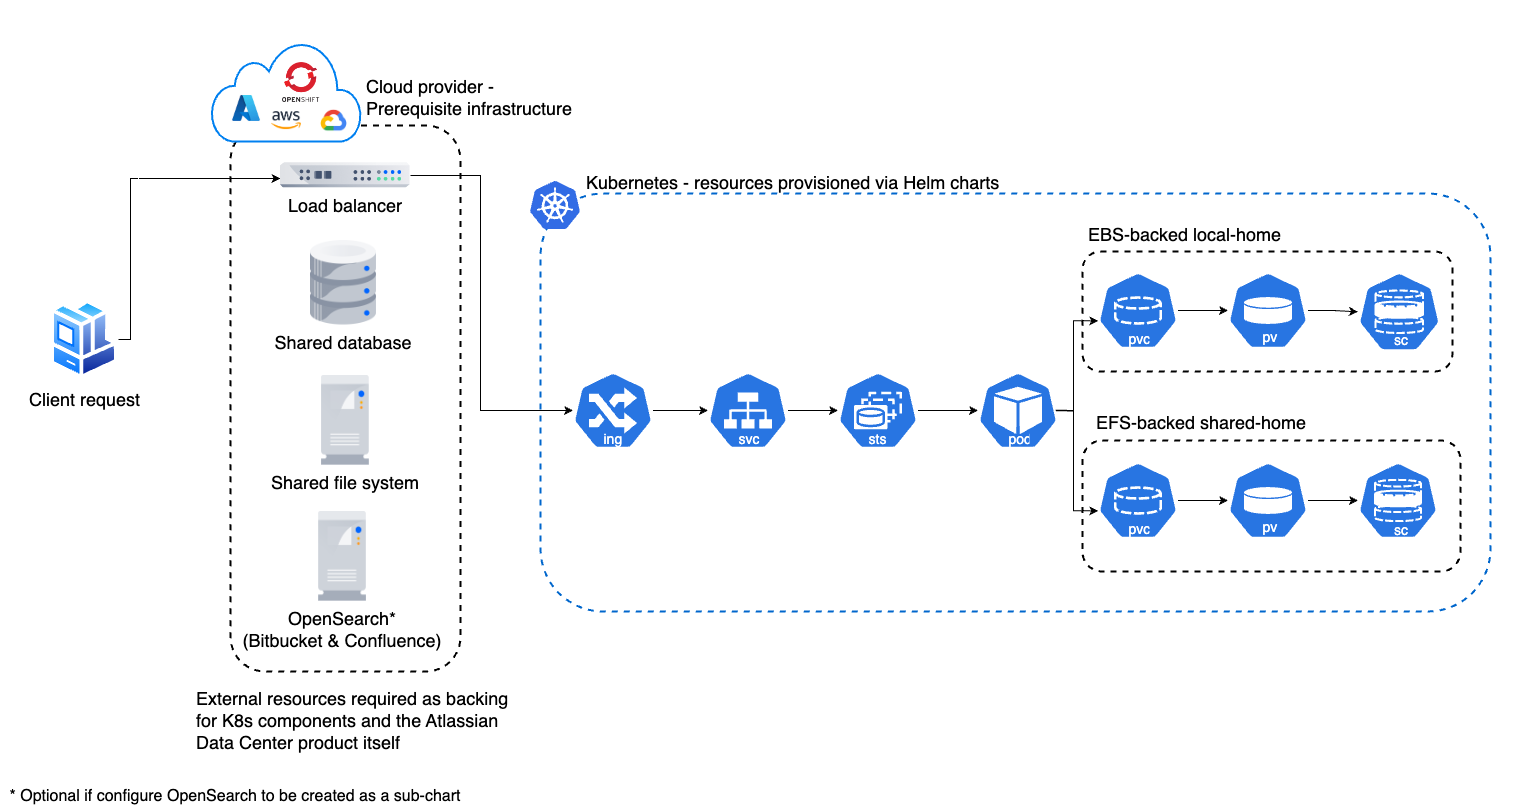 OPENSHIFT
aws
Cloud provider -
Prerequisite infrastructure
Load balancer
Shared database
Shared file system
OpenSearch*
(Bitbucket & Confluence)
External resources required as backing
for K8s components and the Atlassian
Data Center product itself
Client request
Kubernetes - resources provisioned via Helm charts
ing
svc
sts
pod
EBS-backed local-home
pvc
pv
sc
EFS-backed shared-home
pvc
pv
sc
* Optional if configure OpenSearch to be created as a sub-chart